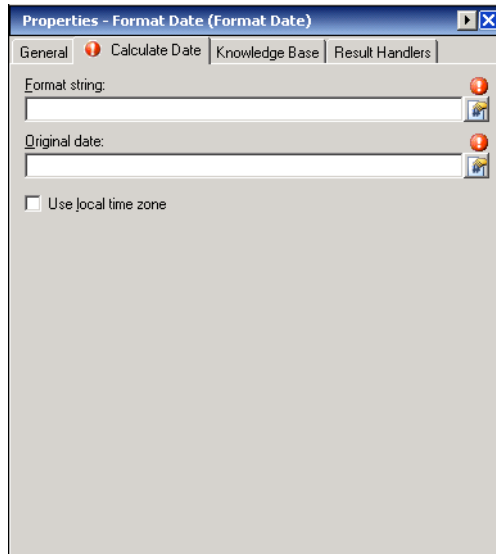 Properties - Format Date (Format Date)
General Calculate Date Knowledge Base Result Handlers
Format string:
Original date:
Use local time zone